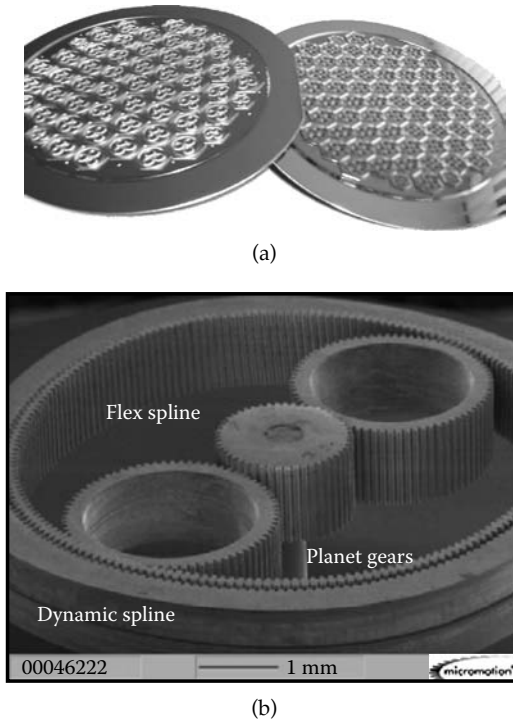 (a)
Flex spline
Planet gears
Dynamic spline
00046222
1 mm
micromotion
(b)